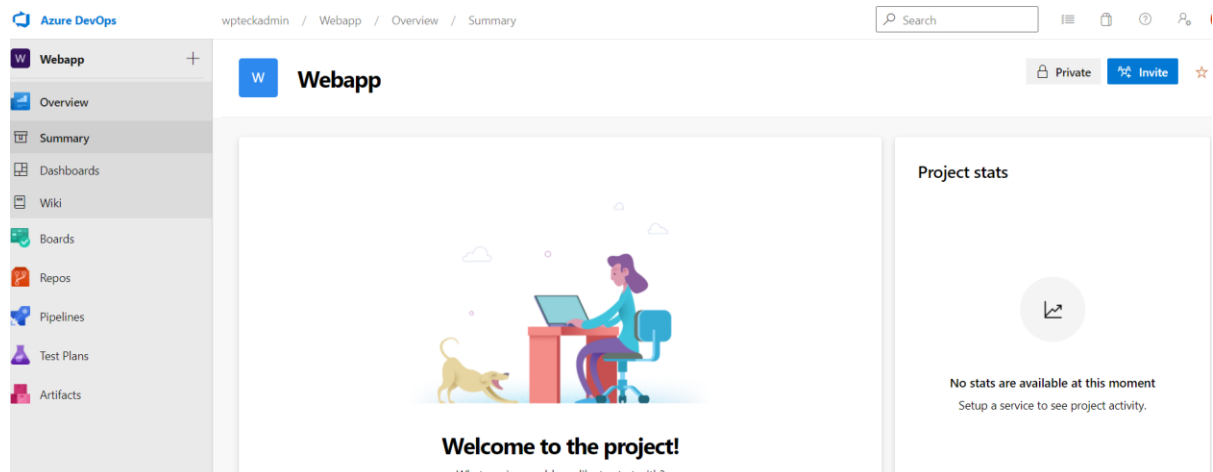 Azure DevOps
wpteckadmin / Webapp / Overview / Summary
Search
W Webapp
W Webapp
Private
Invite
Overview
Summary
Dashboards
Wiki
Boards
Repos
Pipelines
Test Plans
Artifacts
Welcome to the project!
Project stats
No stats are available at this moment
Setup a service to see project activity.